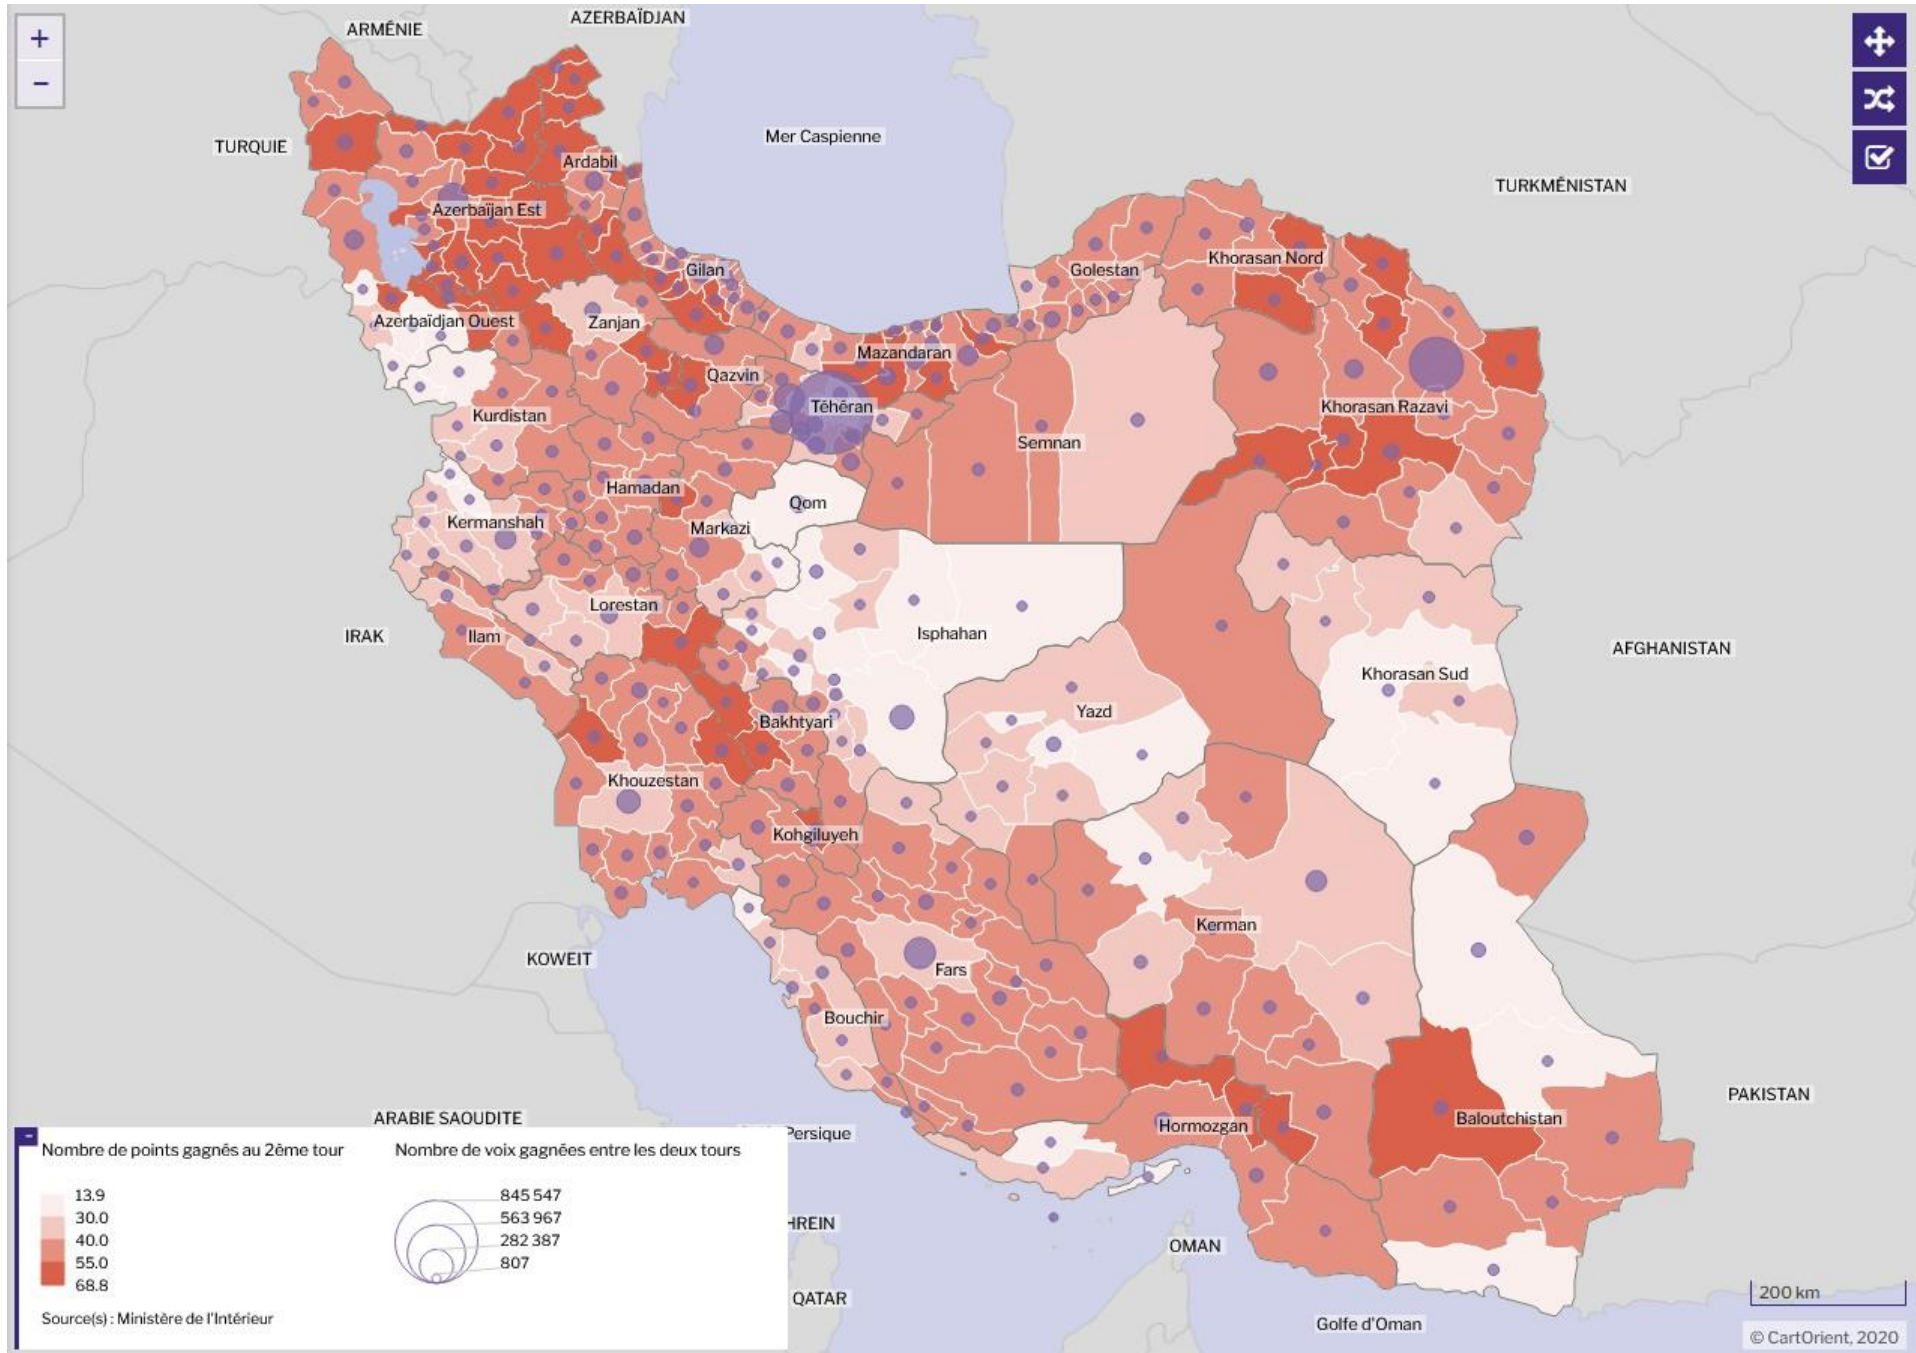 AZERBAÏDJAN
ARMÉNIE
Mer Caspienne
TURQUIE
Ardabil
TURKMÉNISTAN
Azerbaïjan Est
Khorasan Nord
Gilan
Golestan
Azerbaïdjan Ouest
Zanjan
Mazandaran
Qazvin
Téhéran
Khorasan Razavi
Kurdistan
Semnan
Hamadan
Qom
Kermanshah
Markazi
Lorestan
IRAK
Ilam
Isphahan
AFGHANISTAN
Khorasan Sud
Yazd
Bakhtyari
Khouzestan
Kohgiluyeh
Kerman
KOWEIT
Fars
Bouchir
PAKISTAN
ARABIE SAOUDITE
Baloutchistan
Hormozgan
Persique
-
Nombre de points gagnés au 2ème tour
Nombre de voix gagnées entre les deux tours
13.9
30.0
40.0
55.0
68.8
845 547
563 967
282 387
807
Source(s) : Ministère de l'Intérieur
HREIN
OMAN
QATAR
Golfe d'Oman
200 km
© CartOrient, 2020
+
−